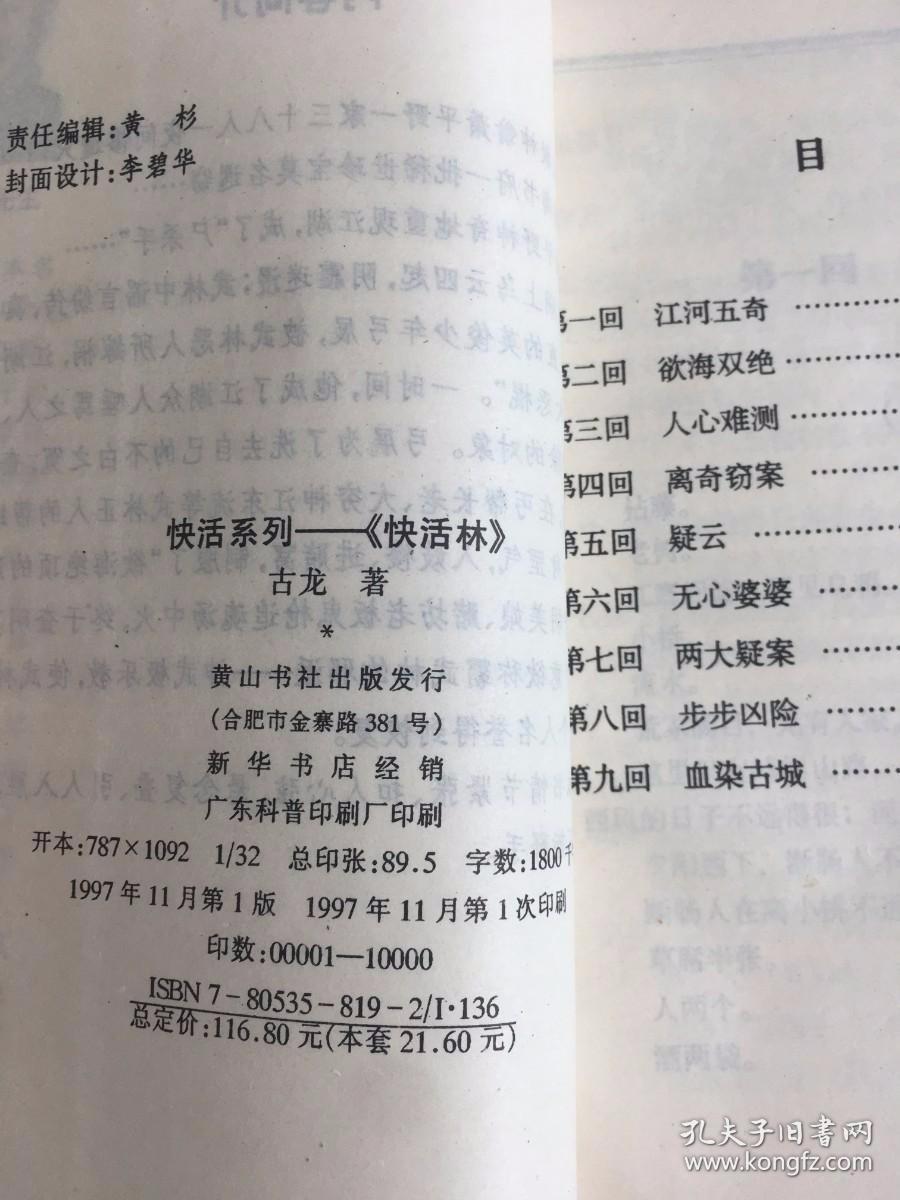 责任编辑:黄 杉
封面设计:李碧华
快活系列——《快活林》
古龙 著
*
黄山书社出版发行
(合肥市金寨路381号)
新华书店经销
广东科普印刷厂印刷
开本:787×1092 1/32 总印张:89.5 字数:1800千
1997年11月第1版 1997年11月第1次印刷
印数:00001—10000
ISBN7-80535-819-2/I·136
总定价:116.80元(本套21.60元)
目
第一回 江河五奇…………
第二回 欲海双绝…………
第三回 人心难测…………
第四回 离奇窃案…………
第五回 疑云…………
第六回 无心婆婆…………
第七回 两大疑案…………
第八回 步步凶险…………
第九回 血染古城…………
孔夫子旧书网
www.kongfz.com